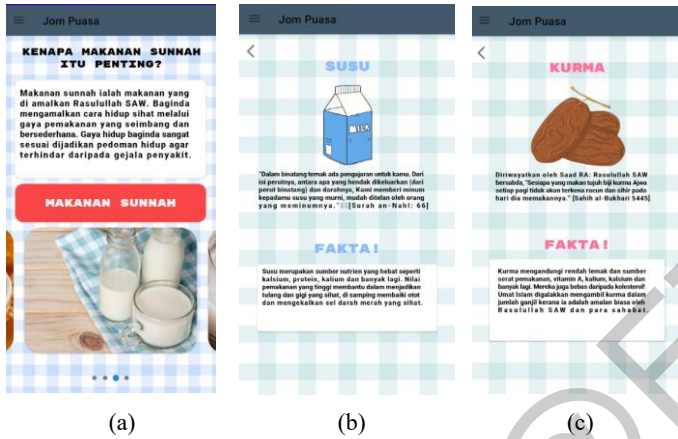 Jom Puasa
KENAPA MAKANAN SUNNAH
ITU PENTING?
Makanan sunnah ialah makanan yang
di amalkan Rasulullah SAW. Baginda
mengamalkan cara hidup sihat melalui
gaya pemakanan yang seimbang dan
bersederhana. Gaya hidup baginda sangat
sesuai dijadikan pedoman hidup agar
terhindar daripada gejala penyakit.
MAKANAN SUNNAH
(a)
Jom Puasa
SUSU
MILK
"Dalam binatang ternak ada pengajaran untuk kamu. Dari
isi perutnya, antara apa yang hendak dikeluarkan (dari
perut binatang) dan darahnya, Kami memberi minum
kepadamu susu yang murni, mudah ditelan oleh orang
yang meminumnya." [Surah an-Nahl: 66]
FAKTA!
Susu merupakan sumber nutrien yang hebat seperti
kalsium, protein, kalium dan banyak lagi. Nilai
pemakanan yang tinggi membantu dalam menjadikan
tulang dan gigi yang sihat, di samping membaiki otot
dan mengekalkan sel darah merah yang sihat.
(b)
Jom Puasa
KURMA
Diriwayatkan oleh Saad RA: Rasulullah SAW
bersabda, "Sesiapa yang makan tujuh biji kurma Ajwa
setiap pagi tidak akan terkena racun dan sihir pada
hari dia memakannya." [Sahih al-Bukhari 5445]
FAKTA!
Kurma mengandungi rendah lemak dan sumber
serat pemakanan, vitamin A, kalium, kalsium dan
banyak lagi. Mereka juga bebas daripada kolesterol!
Umat Islam digalakkan mengambil kurma dalam
jumlah ganjil kerana ia adalah amalan biasa oleh
Rasulullah SAW dan para sahabat.
(c)